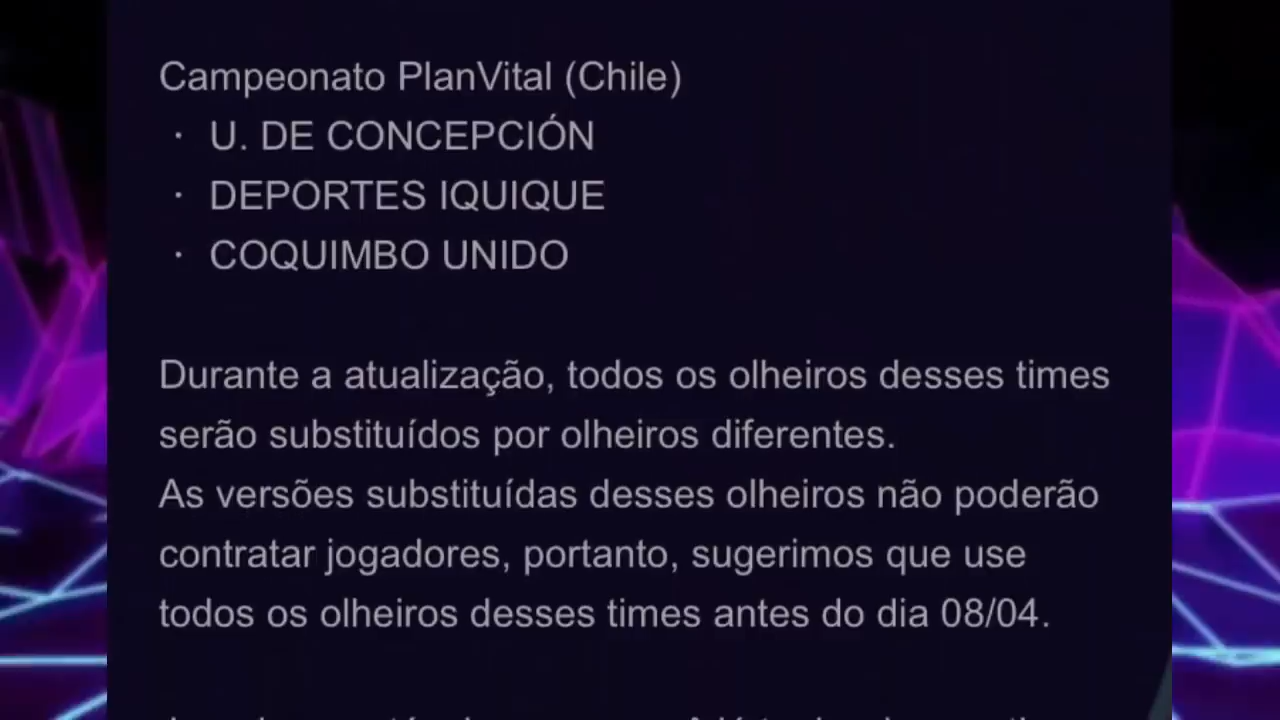 Campeonato PlanVital (Chile)
· U. DE CONCEPCIÓN
· DEPORTES IQUIQUE
· COQUIMBO UNIDO
Durante a atualização, todos os olheiros desses times
serão substituídos por olheiros diferentes.
As versões substituídas desses olheiros não poderão
contratar jogadores, portanto, sugerimos que use
todos os olheiros desses times antes do dia 08/04.